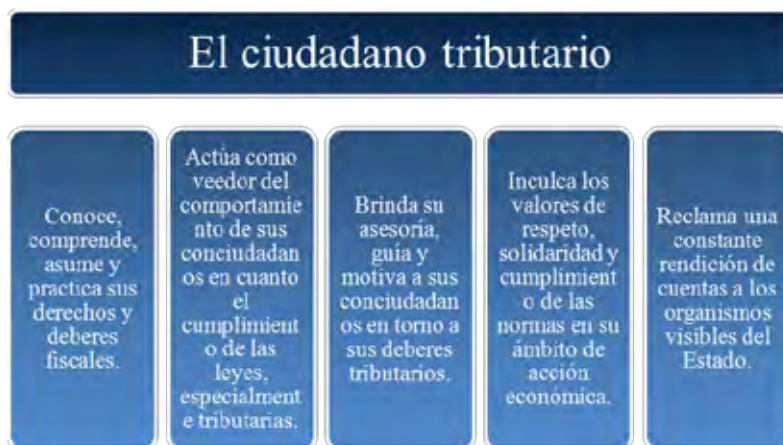 El ciudadano tributario
Conoce,
comprende,
asume y
practica sus
derechos y
deberes
fiscales.
Actúa como
veedor del
comportamie
nto de sus
conciudadan
os en cuanto
el
cumplimient
o de las
leyes,
especialment
e tributarias.
Brinda su
asesoría,
guía y
motiva a sus
conciudadan
os en torno a
sus deberes
tributarios.
Inculca los
valores de
respeto,
solidaridad y
cumplimient
o de las
normas en su
ámbito de
acción
económica.
Reclama una
constante
rendición de
cuentas a los
organismos
visibles del
Estado.